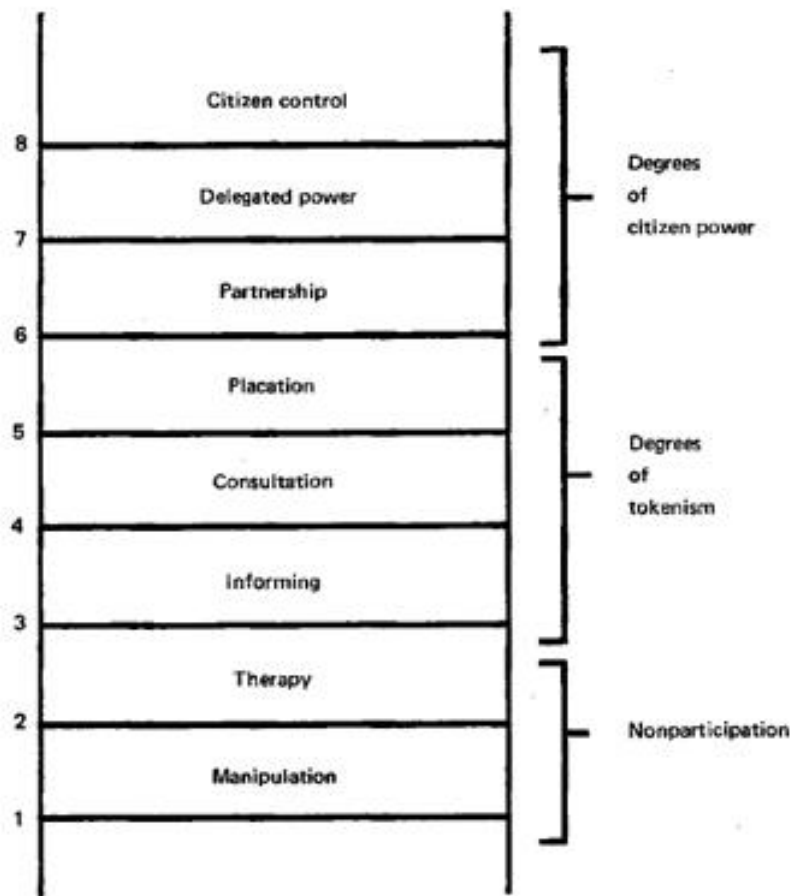 Citizen control
8
Delegated power
7
Partnership
6
Placation
5
Consultation
4
Informing
3
Therapy
2
Manipulation
1
Degrees
of
citizen power
Degrees
of
tokenism
Nonparticipation